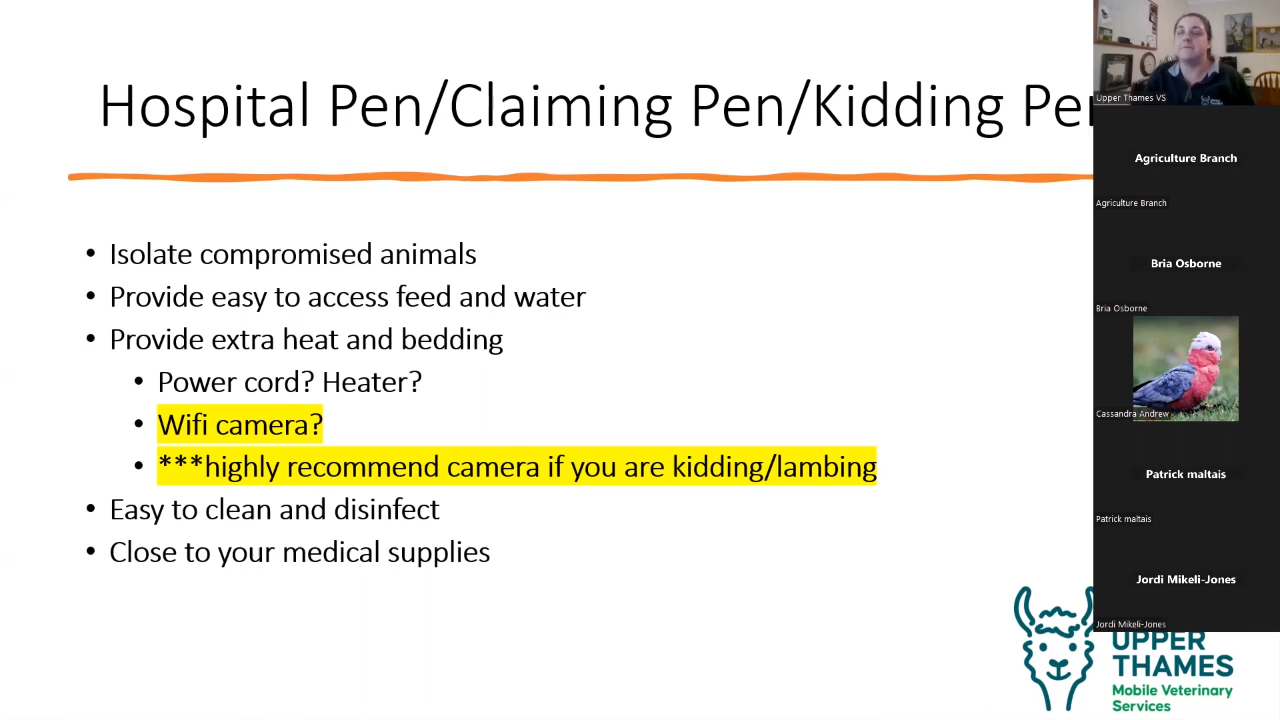 Hospital Pen/Claiming Pen/Kidding Pen
• Isolate compromised animals
• Provide easy to access feed and water
• Provide extra heat and bedding
• Power cord? Heater?
• Wifi camera?
• ***highly recommend camera if you are kidding/lambing
• Easy to clean and disinfect
• Close to your medical supplies
Upper Thames VS
Agriculture Branch
Agriculture Branch
Bria Osborne
Bria Osborne
Cassandra Andrew
Patrick maltais
Patrick maltais
Jordi Mikeli-Jones
Jordi Mikeli-Jones
UPPER
THAMES
Mobile Veterinary
Services